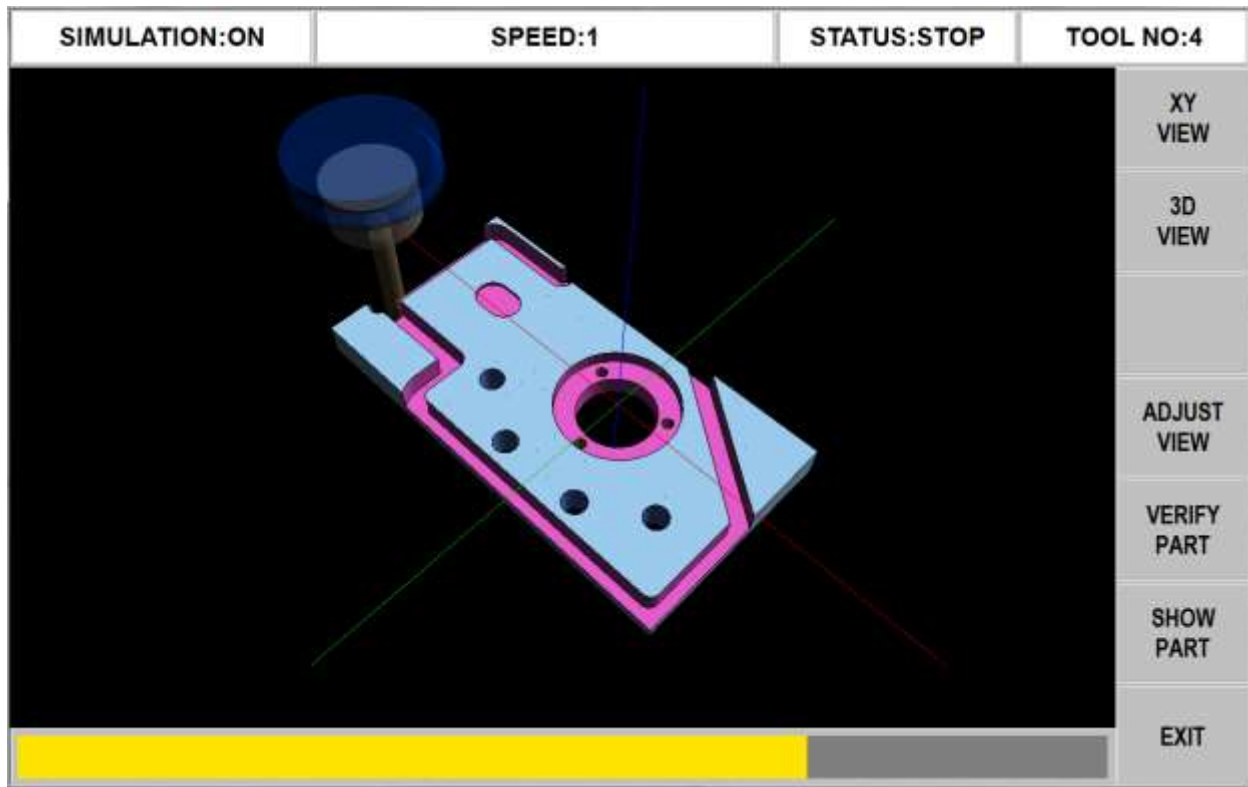 SIMULATION:ON
SPEED:1
STATUS:STOP
TOOL NO:4
XY
VIEW
3D
VIEW
ADJUST
VIEW
VERIFY
PART
SHOW
PART
EXIT